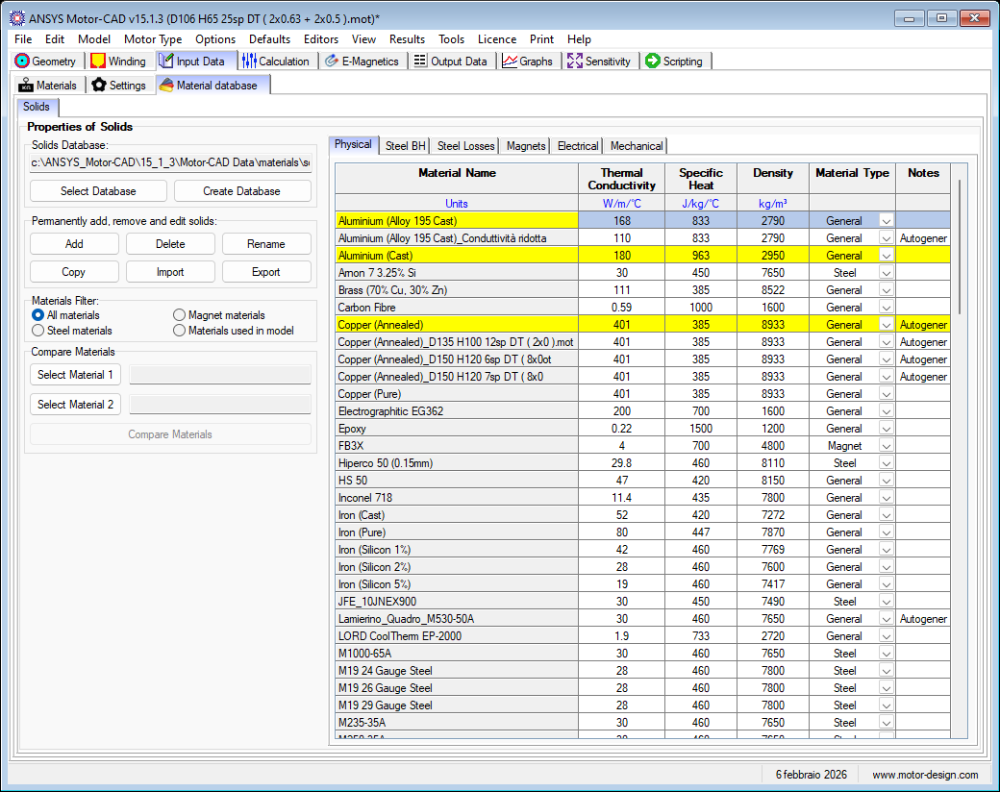 ANSYS Motor-CAD v15.1.3 (D106 H65 25sp DT ( 2x0.63 + 2x0.5 ).mot)*
File Edit Model Motor Type Options Defaults Editors View Results Tools Licence Print Help
Geometry Winding Input Data Calculation E-Magnetics Output Data Graphs Sensitivity Scripting
Materials Settings Material database
Solids
Properties of Solids
Solids Database:
c:\ANSYS_Motor-CAD\15_1_3\Motor-CAD Data\materials\s
Select Database Create Database
Permanently add, remove and edit solids:
Add Delete Rename
Copy Import Export
Materials Filter:
All materials Magnet materials
Steel materials Materials used in model
Compare Materials
Select Material 1
Select Material 2
Compare Materials
Physical Steel BH Steel Losses Magnets Electrical Mechanical
Material Name Thermal Conductivity Specific Heat Density Material Type Notes
Units W/m/°C J/kg/°C kg/m³
Aluminium (Alloy 195 Cast) 168 833 2790 General
Aluminium (Alloy 195 Cast)_Conduttività ridotta 110 833 2790 General Autogener
Aluminium (Cast) 180 963 2950 General
Arnon 7 3.25% Si 30 450 7650 Steel
Brass (70% Cu, 30% Zn) 111 385 8522 General
Carbon Fibre 0.59 1000 1600 General
Copper (Annealed) 401 385 8933 General Autogener
Copper (Annealed)_D135 H100 12sp DT ( 2x0 ).mot 401 385 8933 General Autogener
Copper (Annealed)_D150 H120 6sp DT ( 8x0ot 401 385 8933 General Autogener
Copper (Annealed)_D150 H120 7sp DT ( 8x0 401 385 8933 General Autogener
Copper (Pure) 401 385 8933 General
Electrographitic EG362 200 700 1600 General
Epoxy 0.22 1500 1200 General
FB3X 4 700 4800 Magnet
Hiperco 50 (0.15mm) 29.8 460 8110 Steel
HS 50 47 420 8150 General
Inconel 718 11.4 435 7800 General
Iron (Cast) 52 420 7272 General
Iron (Pure) 80 447 7870 General
Iron (Silicon 1%) 42 460 7769 General
Iron (Silicon 2%) 28 460 7600 General
Iron (Silicon 5%) 19 460 7417 General
JFE_10JNEX900 30 450 7490 Steel
Lamierino_Quadro_M530-50A 30 460 7650 General Autogener
LORD CoolTherm EP-2000 1.9 733 2720 General
M1000-65A 30 460 7650 Steel
M19 24 Gauge Steel 28 460 7800 Steel
M19 26 Gauge Steel 28 460 7800 Steel
M19 29 Gauge Steel 28 460 7800 Steel
M235-35A 30 460 7650 Steel
6 febbraio 2026 www.motor-design.com